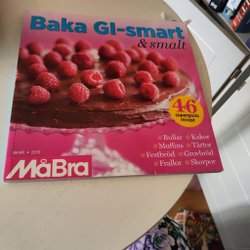 Baka GI-smart
& smalt
46
supergoda
recept
Bullar Kakor
Muffins Tårtor
Festbröd Grovbröd
Frallor Skorpor
MåBra